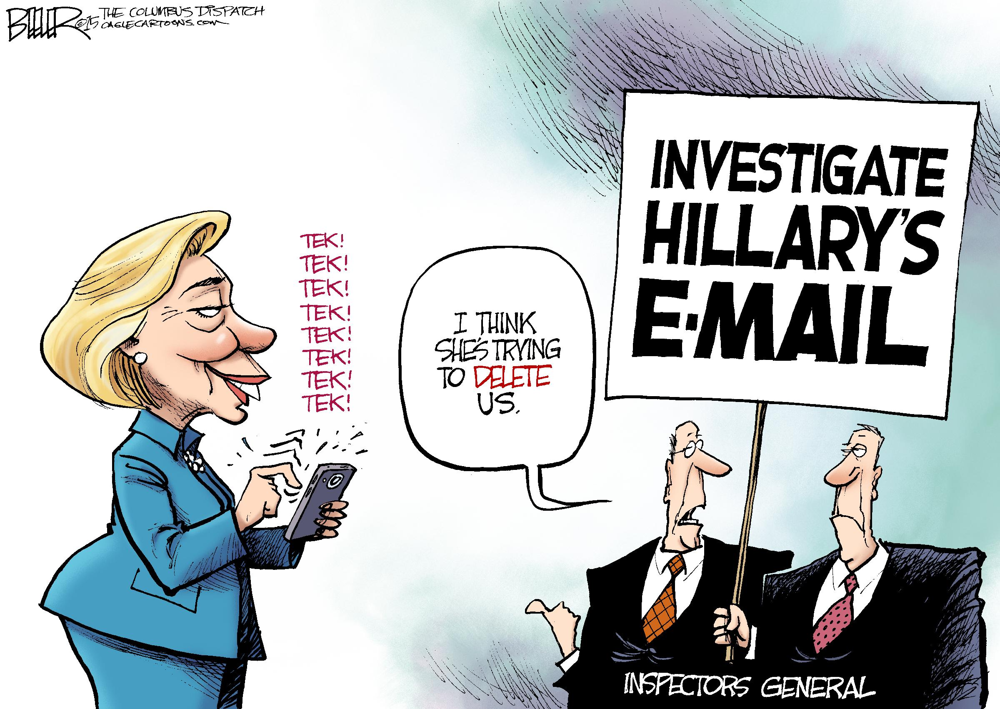 BEELER ©15 THE COLUMBUS DISPATCH
CAGLECARTOONS.COM
INVESTIGATE
HILLARY'S
E-MAIL
TEK!
TEK!
TEK!
TEK!
TEK!
TEK!
TEK!
TEK!
I THINK
SHE'S TRYING
TO DELETE
US.
INSPECTORS GENERAL